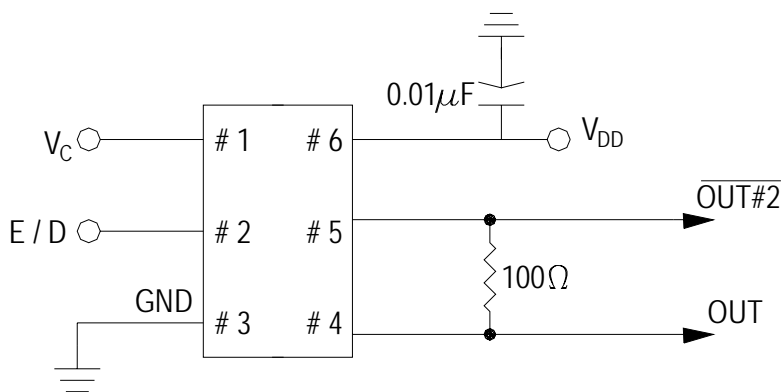 0.01μF
V_C
# 1
# 6
V_DD
OUT#2
E / D
# 2
# 5
100Ω
GND
# 3
# 4
OUT